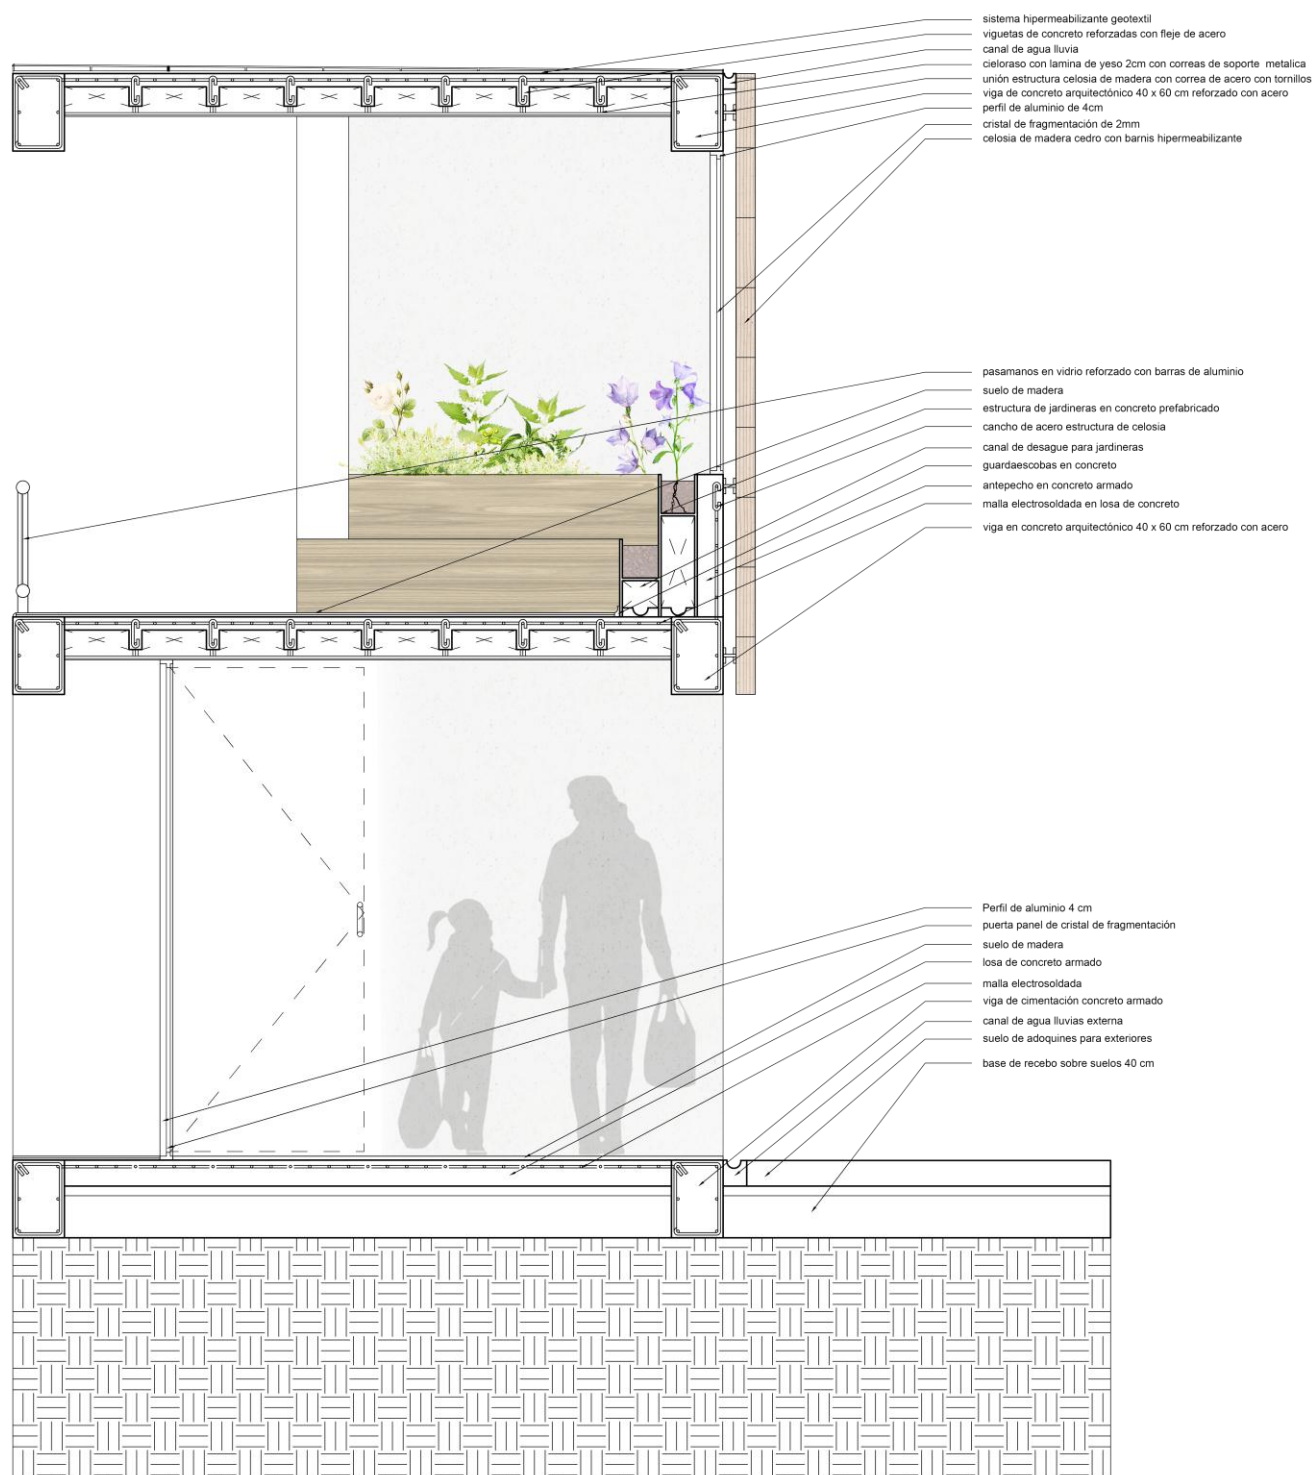 sistema hipermeabilizante geotextil
viguetas de concreto reforzadas con fleje de acero
canal de agua lluvia
cieloraso con lamina de yeso 2cm con correas de soporte metalica
unión estructura celosia de madera con correa de acero con tornillos
viga de concreto arquitectónico 40 x 60 cm reforzado con acero
perfil de aluminio de 4cm
cristal de fragmentación de 2mm
celosia de madera cedro con barnis hipermeabilizante
pasamanos en vidrio reforzado con barras de aluminio
suelo de madera
estructura de jardineras en concreto prefabricado
cancho de acero estructura de celosia
canal de desague para jardineras
guardaescobas en concreto
antepecho en concreto armado
malla electrosoldada en losa de concreto
viga en concreto arquitectónico 40 x 60 cm reforzado con acero
Perfil de aluminio 4 cm
puerta panel de cristal de fragmentación
suelo de madera
losa de concreto armado
malla electrosoldada
viga de cimentación concreto armado
canal de agua lluvias externa
suelo de adoquines para exteriores
base de recebo sobre suelos 40 cm